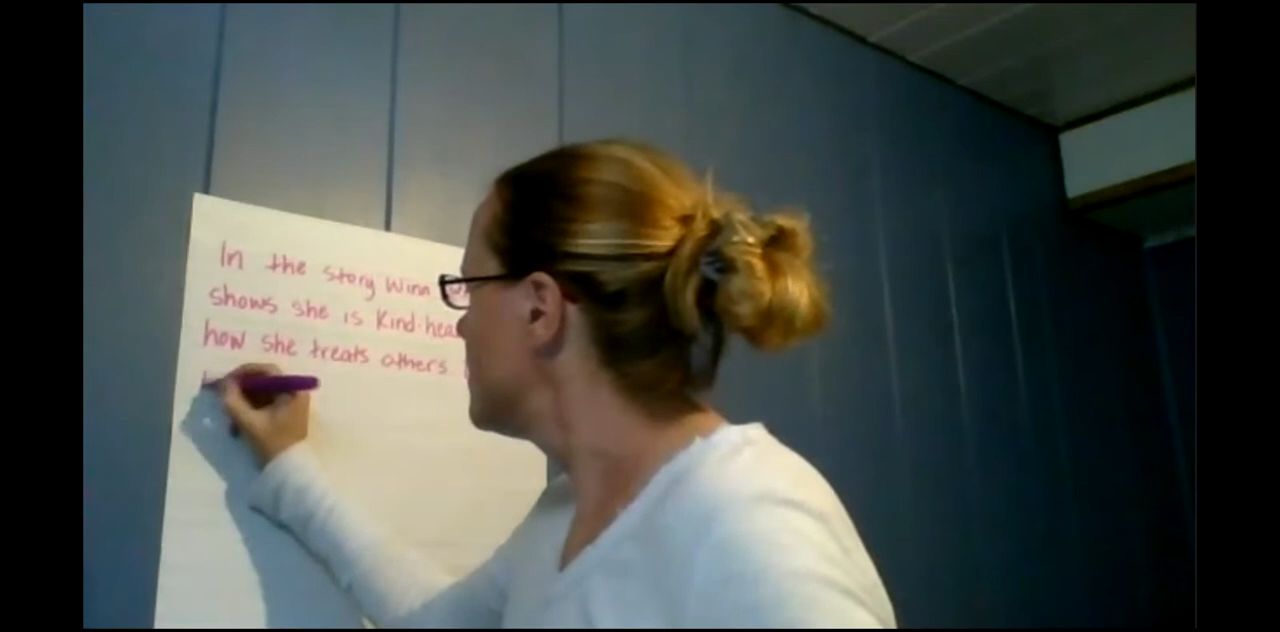 In the story Winn
shows she is kind-hea
how she treats others.